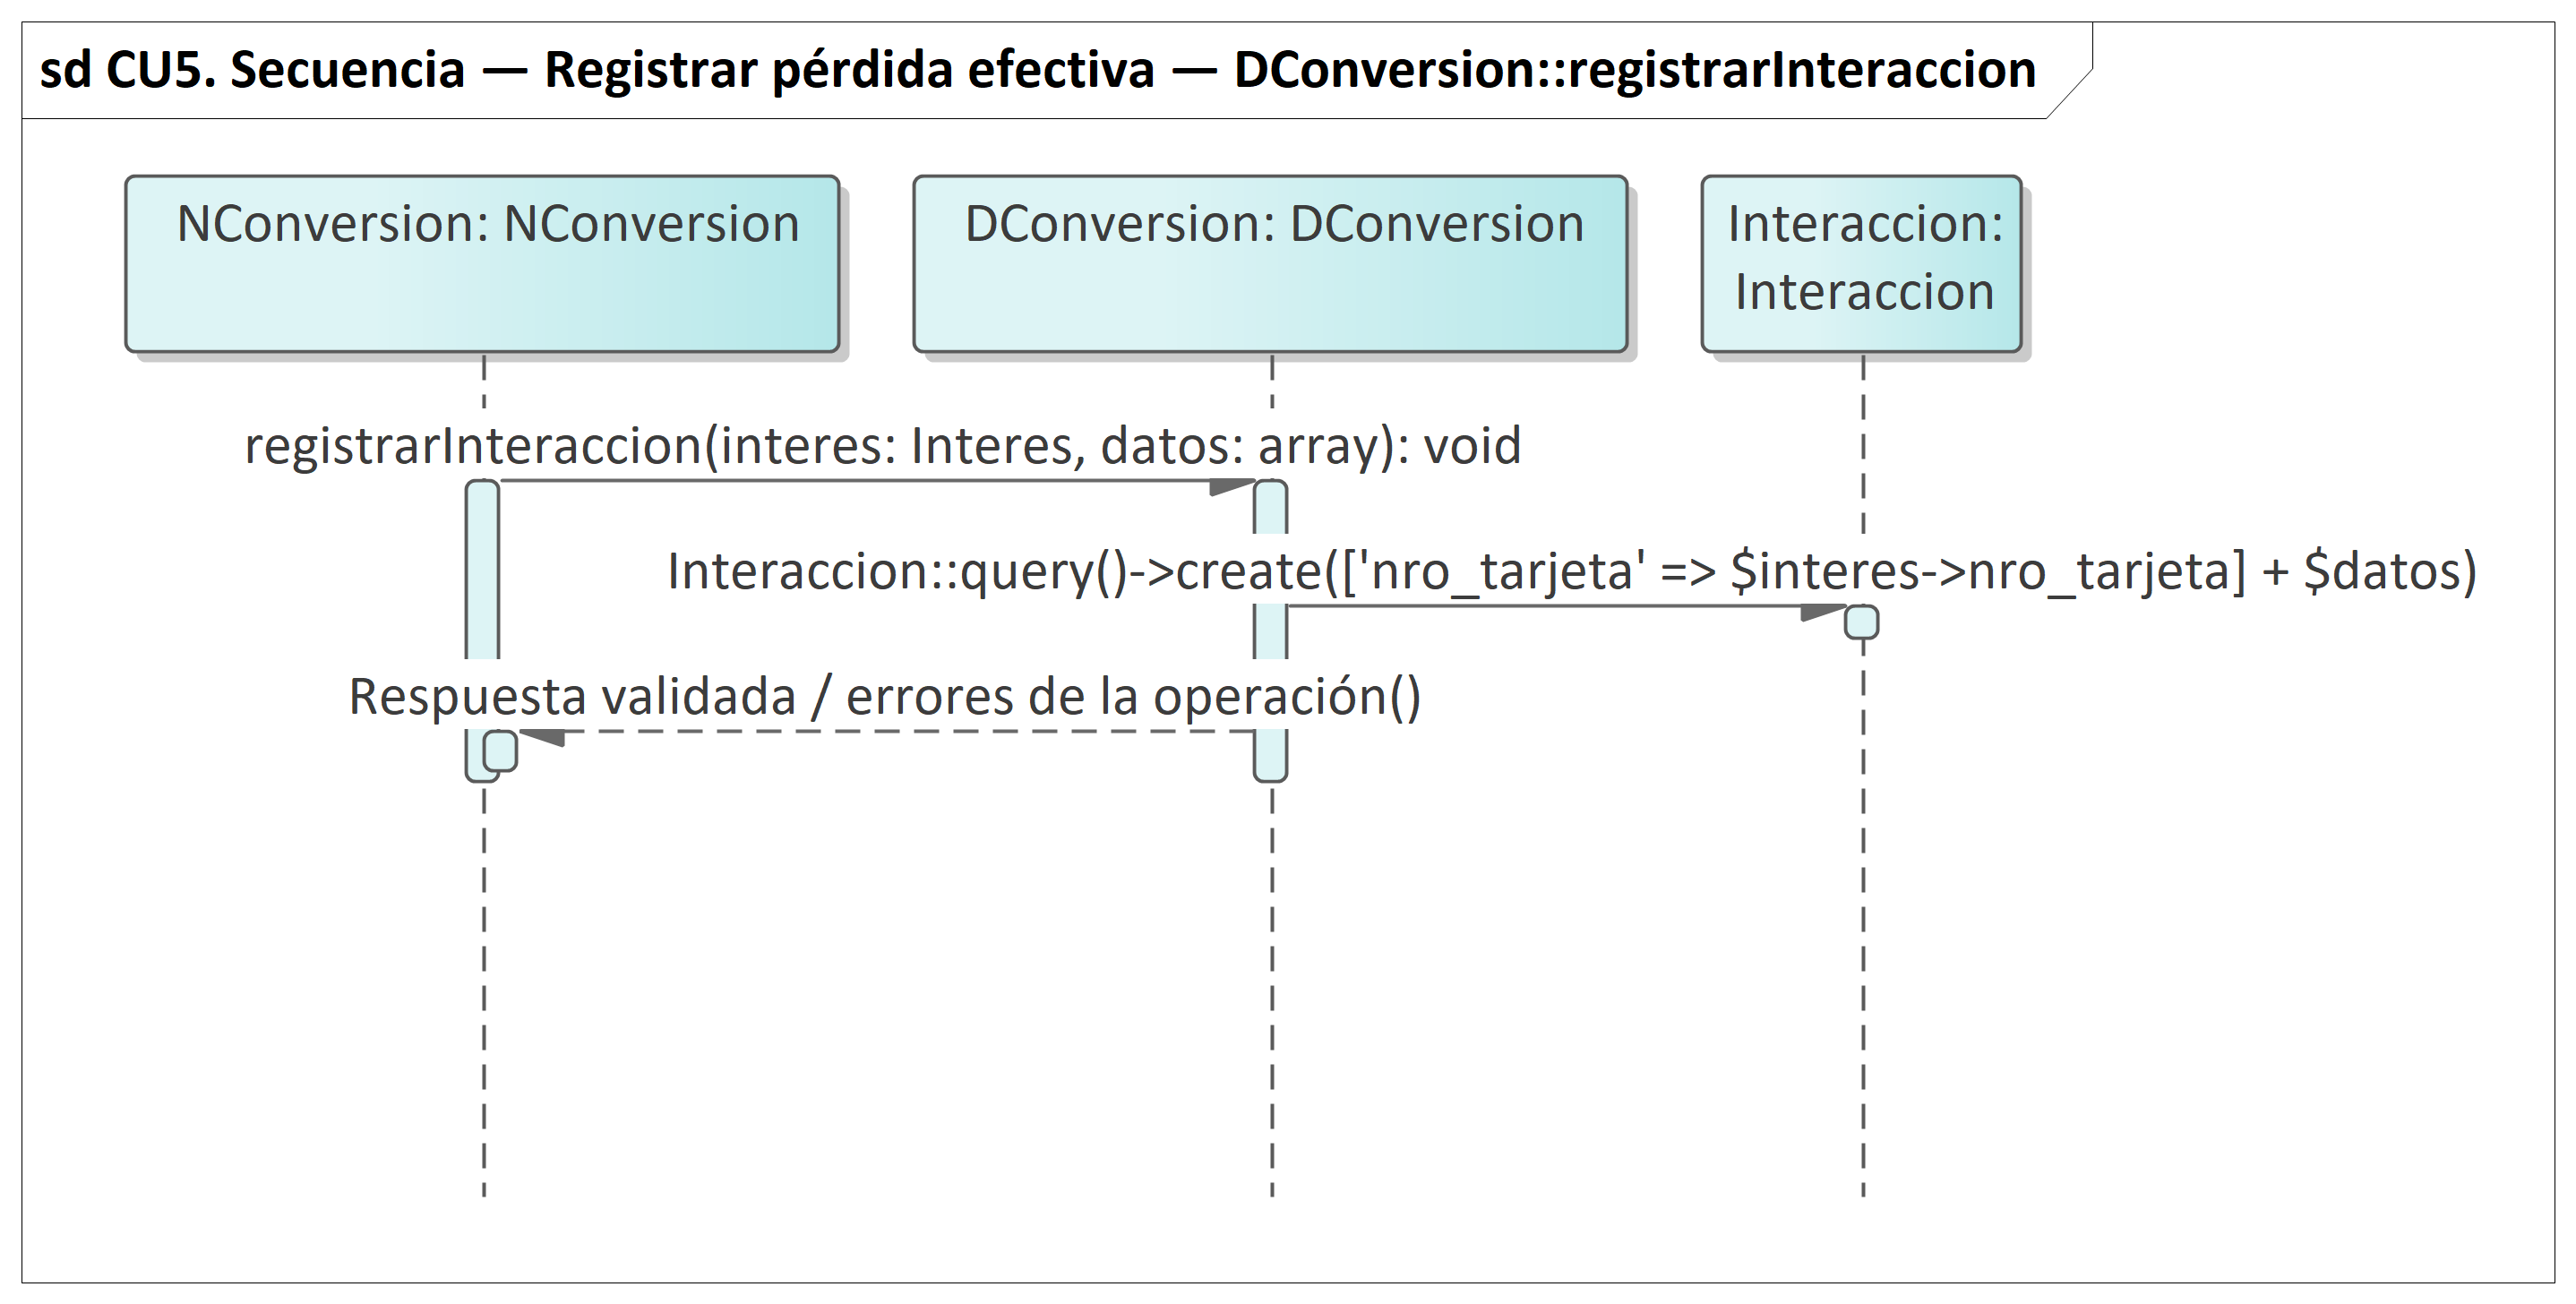 sd CU5. Secuencia — Registrar pérdida efectiva — DConversion::registrarInteraccion
NConversion: NConversion
DConversion: DConversion
Interaccion:
Interaccion
registrarInteraccion(interes: Interes, datos: array): void
Interaccion::query()->create(['nro_tarjeta' => $interes->nro_tarjeta] + $datos)
Respuesta validada / errores de la operación()